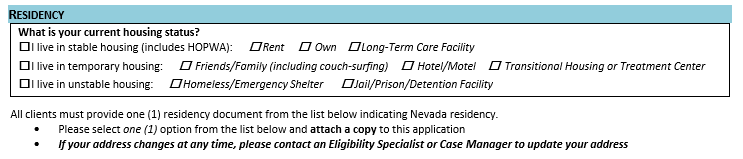 RESIDENCY
What is your current housing status?
☐I live in stable housing (includes HOPWA): ☐Rent ☐ Own ☐Long-Term Care Facility
☐I live in temporary housing: ☐ Friends/Family (including couch-surfing) ☐ Hotel/Motel ☐ Transitional Housing or Treatment Center
☐I live in unstable housing: ☐Homeless/Emergency Shelter ☐Jail/Prison/Detention Facility
All clients must provide one (1) residency document from the list below indicating Nevada residency.
• Please select one (1) option from the list below and attach a copy to this application
• If your address changes at any time, please contact an Eligibility Specialist or Case Manager to update your address